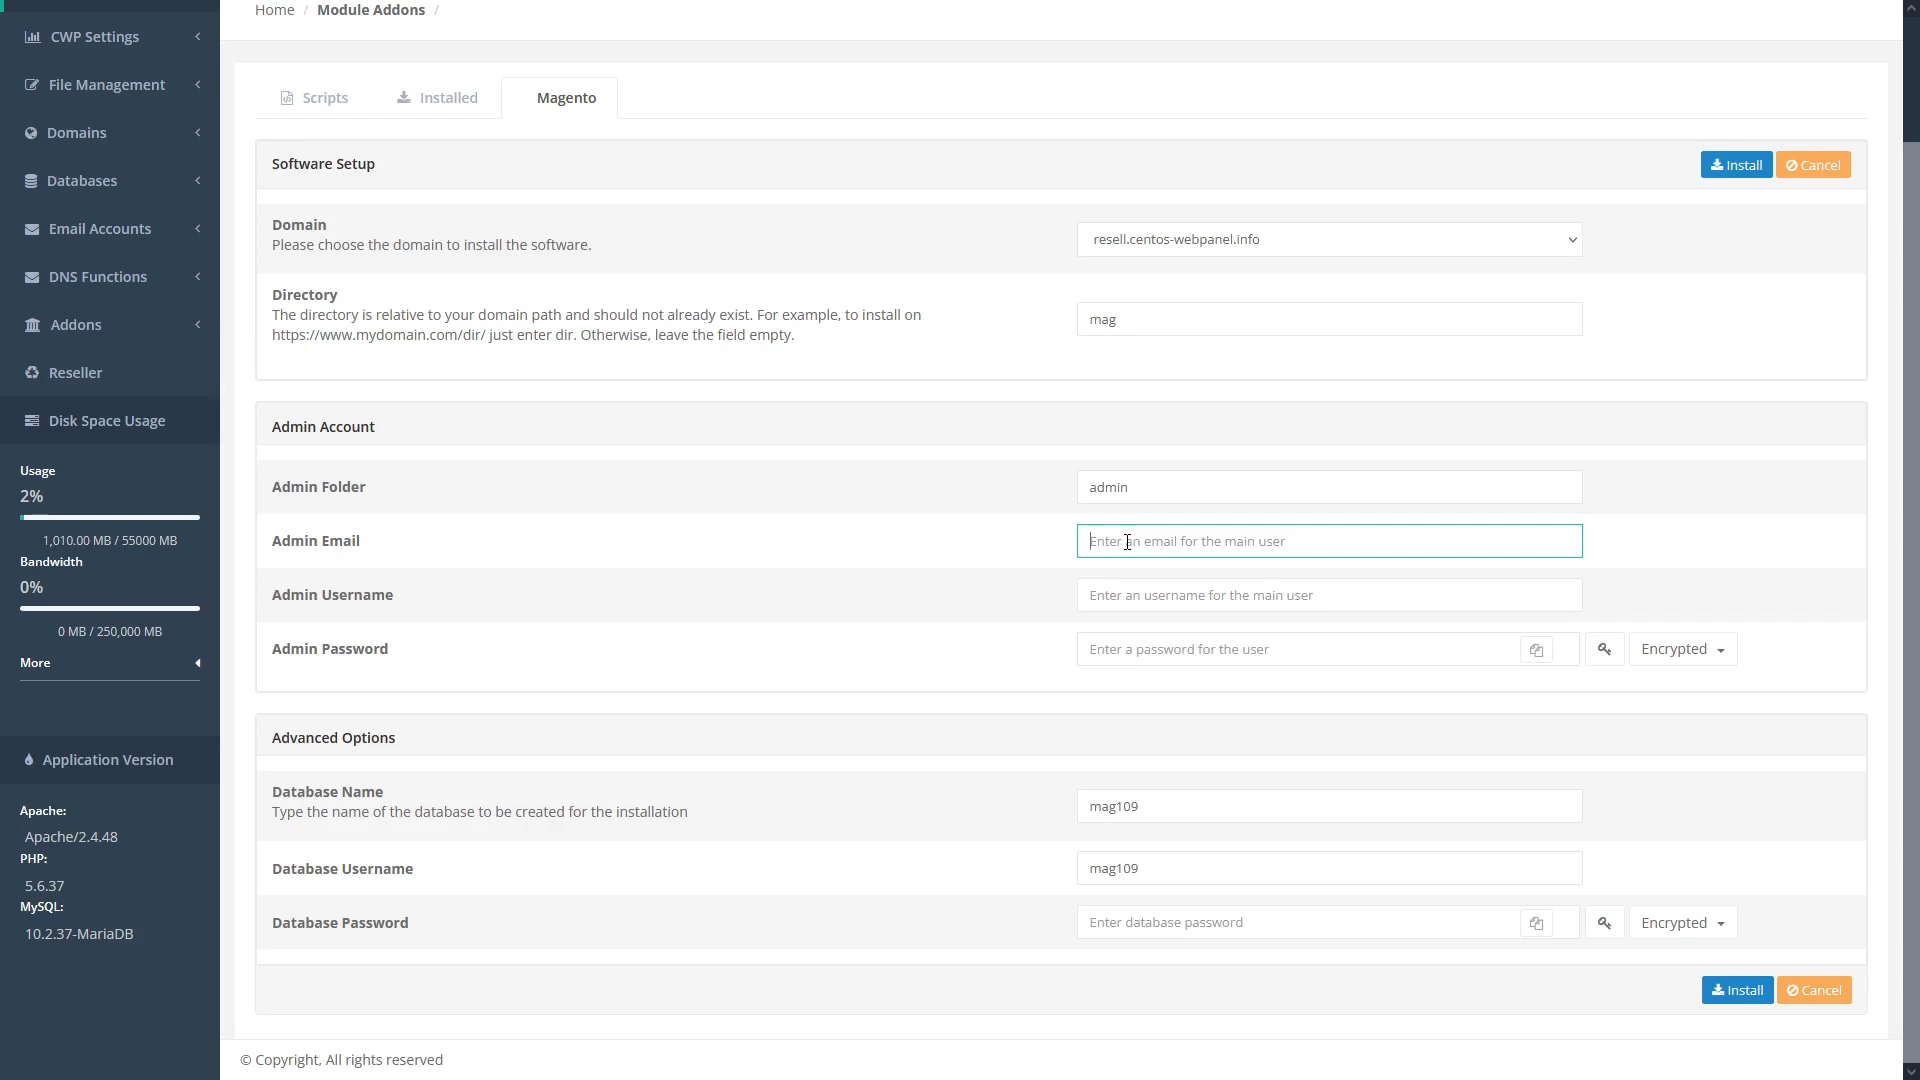 Home / Module Addons /
CWP Settings
File Management
Domains
Databases
Email Accounts
DNS Functions
Addons
Reseller
Disk Space Usage
Usage
2%
1,010.00 MB / 55000 MB
Bandwidth
0%
0 MB / 250,000 MB
More
Application Version
Apache:
Apache/2.4.48
PHP:
5.6.37
MySQL:
10.2.37-MariaDB
Scripts Installed Magento
Software Setup Install Cancel
Domain
Please choose the domain to install the software.
resell.centos-webpanel.info
Directory
The directory is relative to your domain path and should not already exist. For example, to install on
https://www.mydomain.com/dir/ just enter dir. Otherwise, leave the field empty.
mag
Admin Account
Admin Folder admin
Admin Email Enter an email for the main user
Admin Username Enter an username for the main user
Admin Password Enter a password for the user Encrypted
Advanced Options
Database Name
Type the name of the database to be created for the installation
mag109
Database Username mag109
Database Password Enter database password Encrypted
Install Cancel
© Copyright, All rights reserved